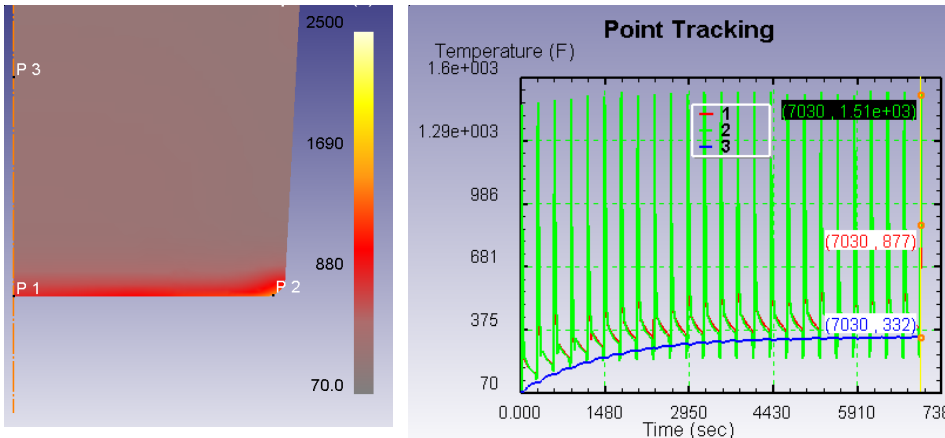 2500
P 3
1690
880
P 1
P 2
70.0
Point Tracking
Temperature (F)
1.6e+003
1
(7030 , 1.51e+03)
2
1.29e+003
3
986
(7030 , 877)
681
(7030 , 332)
375
70
0.000 1480 2950 4430 5910 738
Time (sec)